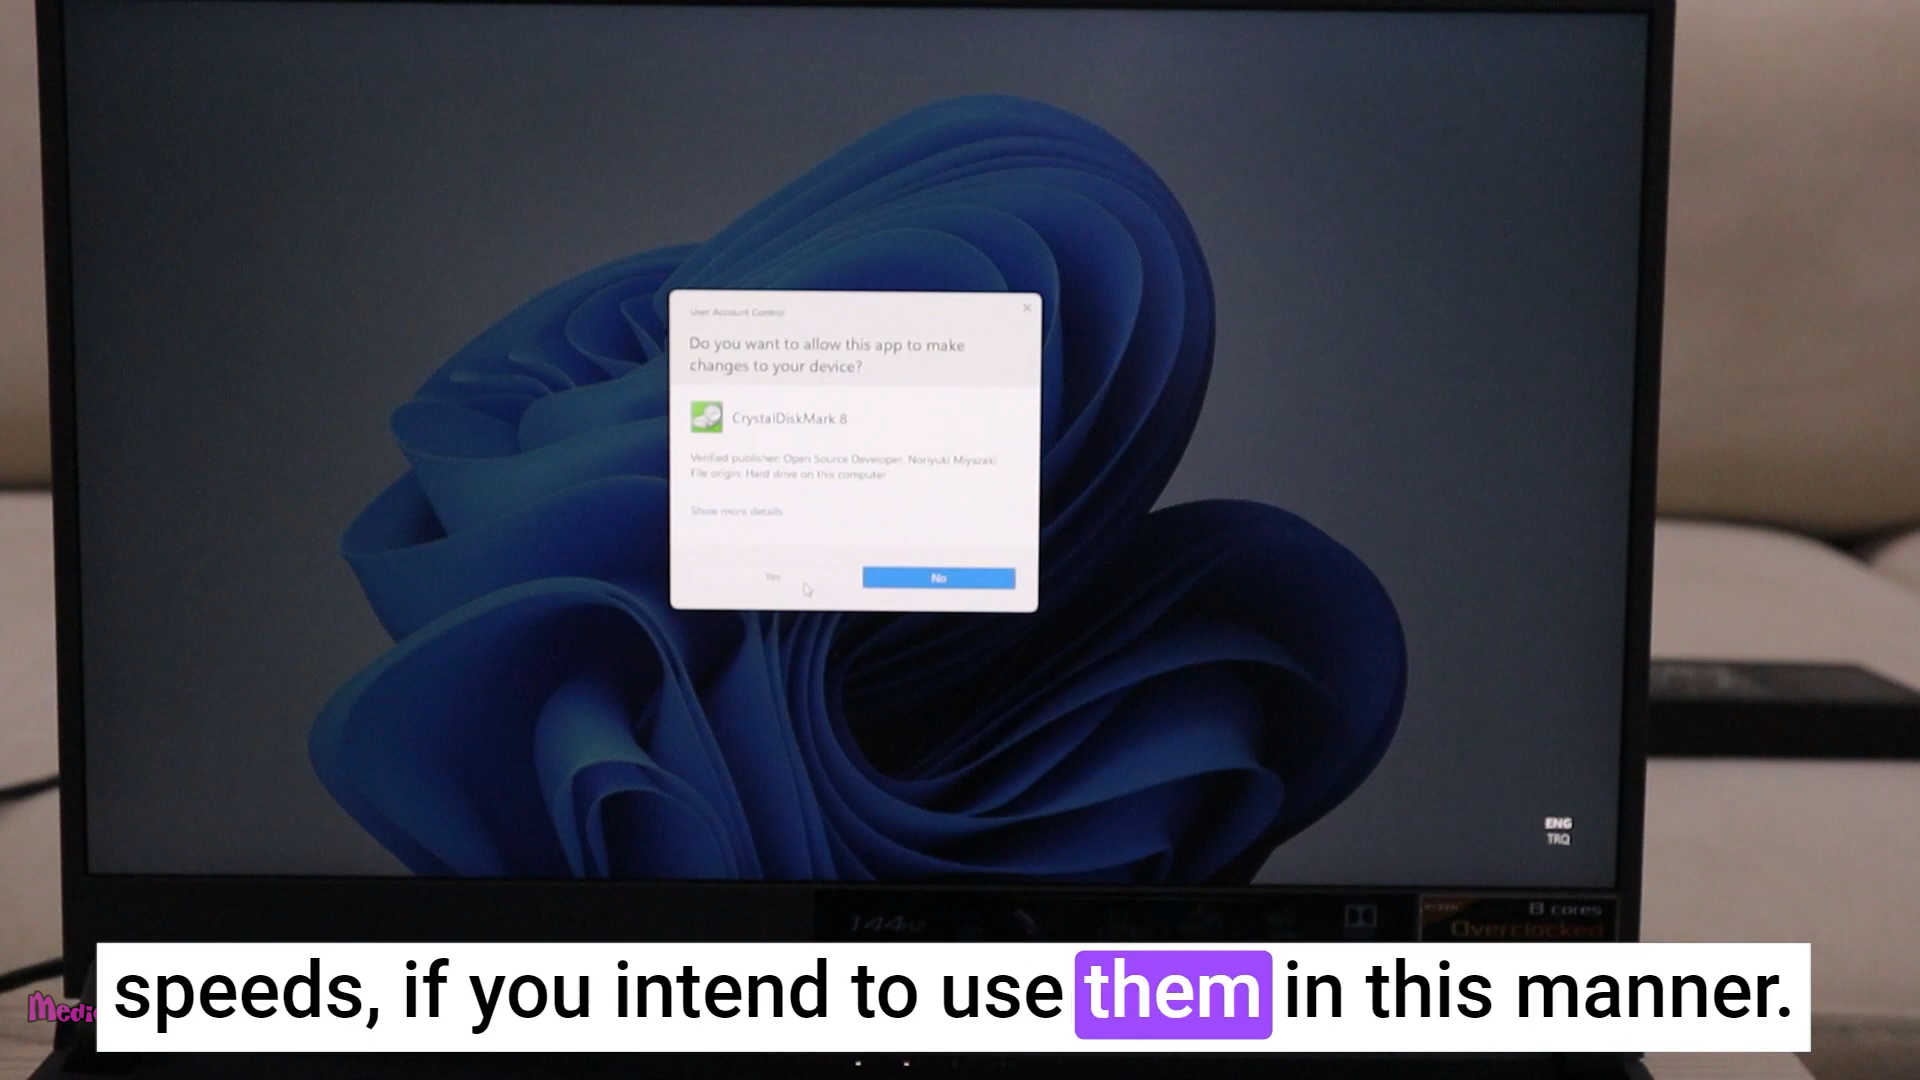 User Account Control
Do you want to allow this app to make
changes to your device?
CrystalDiskMark 8
Verified publisher: Open Source Developer, Noriyuki Miyazaki
File origin: Hard drive on this computer
Show more details
Yes
No
ENG
TRQ
144Hz
8 cores
Overclocked
speeds, if you intend to use them in this manner.
Medi